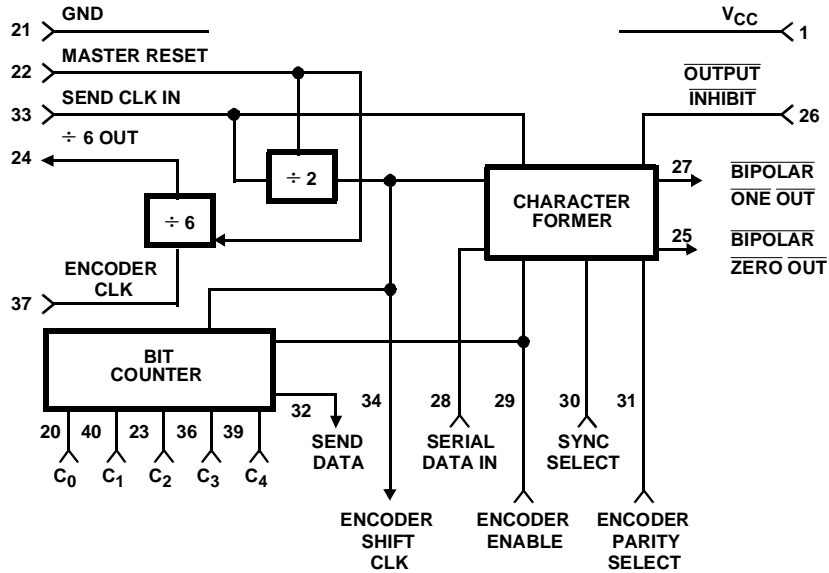 21 GND
V_CC 1
22 MASTER RESET
OUTPUT
INHIBIT 26
33 SEND CLK IN
÷ 6 OUT
24
÷ 2
÷ 6
CHARACTER
FORMER
27 BIPOLAR
ONE OUT
25 BIPOLAR
ZERO OUT
ENCODER
CLK
37
BIT
COUNTER
32 34 28 29 30 31
20 40 23 36 39
C0 C1 C2 C3 C4
SEND
DATA
SERIAL
DATA IN
SYNC
SELECT
ENCODER
SHIFT
CLK
ENCODER
ENABLE
ENCODER
PARITY
SELECT